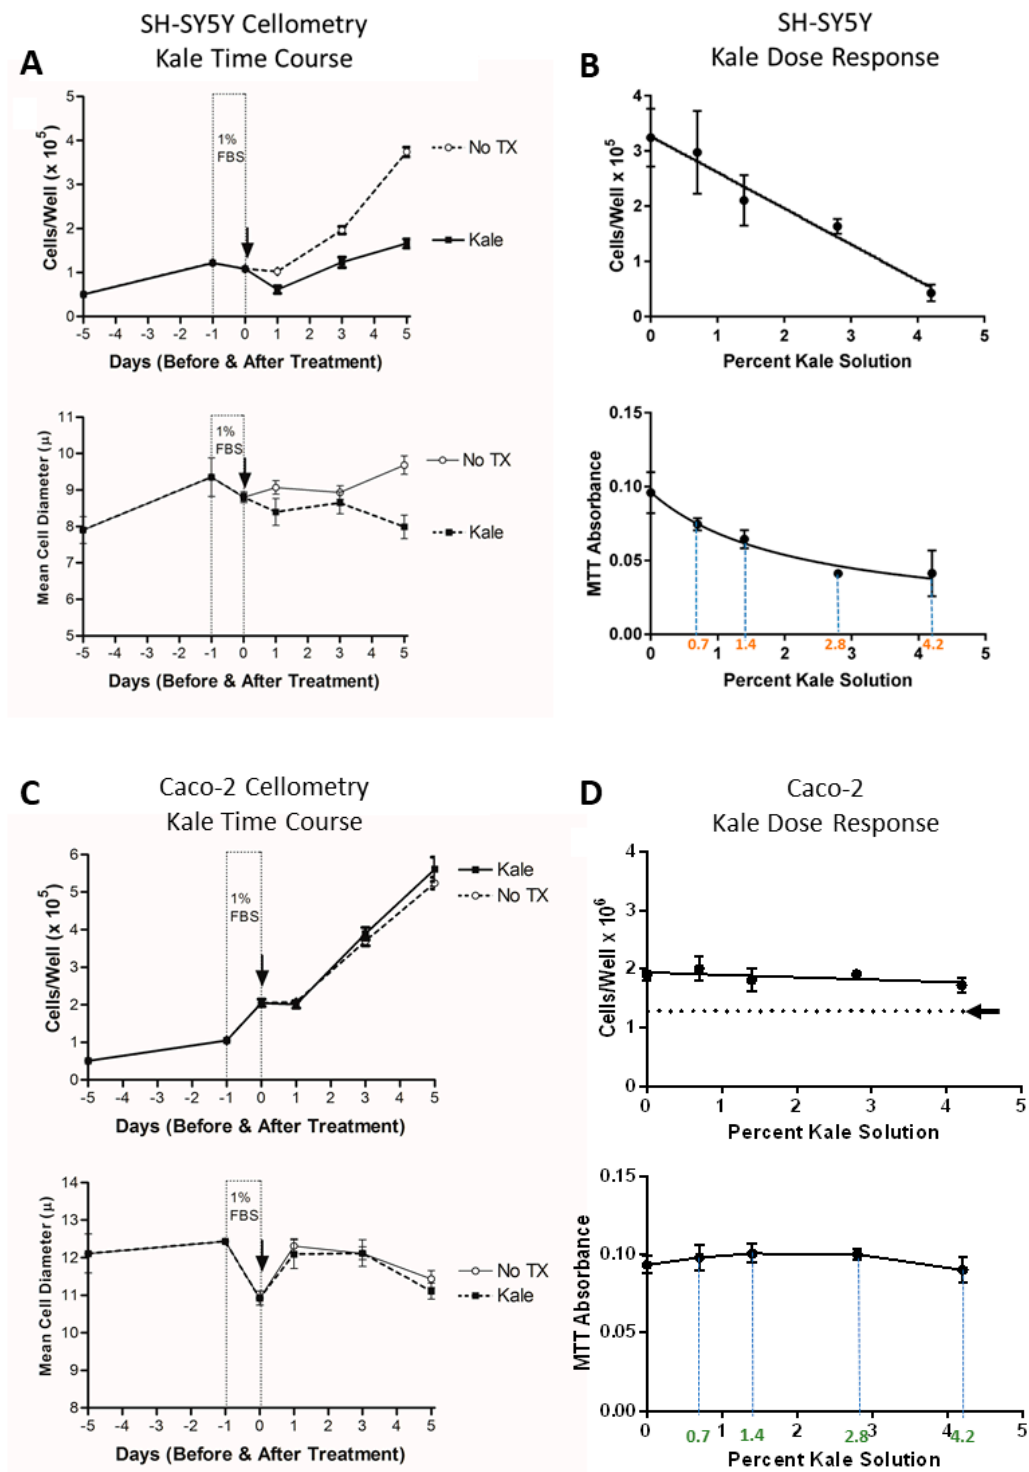 SH-SY5Y Cellometry
Kale Time Course
A
5
4
3
2
1
0
Cells/Well (x 10⁵)
1%
FBS
No TX
Kale
-5 -4 -3 -2 -1 0 1 2 3 4 5
Days (Before & After Treatment)
11
10
9
8
7
6
5
Mean Cell Diameter (μ)
1%
FBS
No TX
Kale
-5 -4 -3 -2 -1 0 1 2 3 4 5
Days (Before & After Treatment)
SH-SY5Y
Kale Dose Response
B
4
3
2
1
0
Cells/Well x 10⁵
0 1 2 3 4 5
Percent Kale Solution
0.15
0.10
0.05
0.00
MTT Absorbance
0 0.7 1 1.4 2 2.8 3 4 4.2 5
Percent Kale Solution
Caco-2 Cellometry
Kale Time Course
C
6
5
4
3
2
1
0
Cells/Well (x 10⁵)
1%
FBS
Kale
No TX
-5 -4 -3 -2 -1 0 1 2 3 4 5
Days (Before & After Treatment)
14
13
12
11
10
9
8
Mean Cell Diameter (μ)
1%
FBS
No TX
Kale
-5 -4 -3 -2 -1 0 1 2 3 4 5
Days (Before & After Treatment)
Caco-2
Kale Dose Response
D
4
3
2
1
0
Cells/Well x 10⁶
0 1 2 3 4 5
Percent Kale Solution
0.15
0.10
0.05
0.00
MTT Absorbance
0 0.7 1 1.4 2 2.8 3 4 4.2 5
Percent Kale Solution